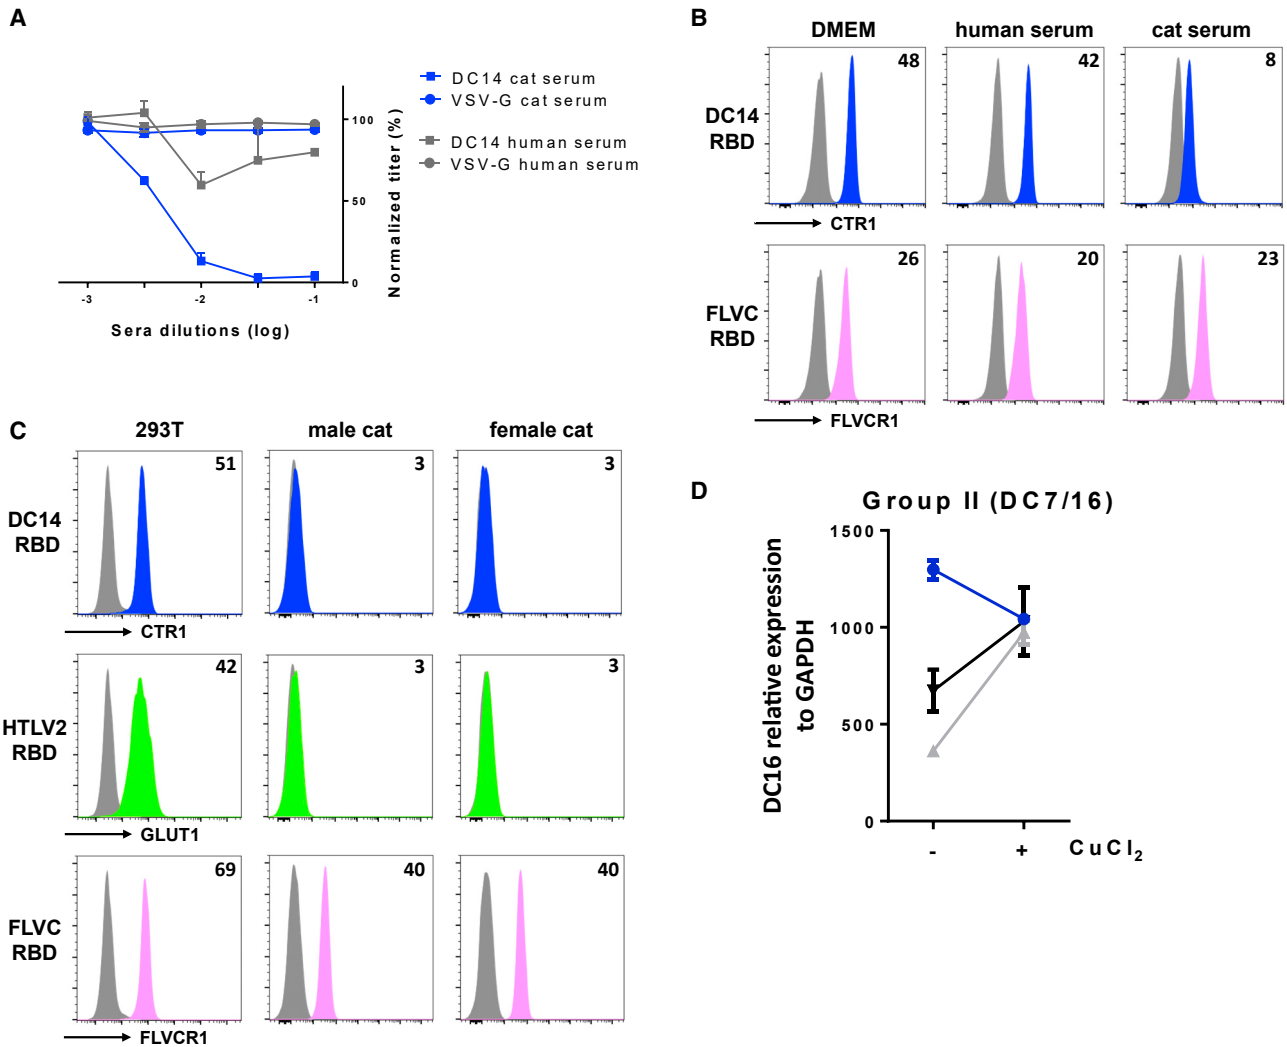 A
DC14 cat serum
VSV-G cat serum
DC14 human serum
VSV-G human serum
100
50
0
Normalized titer (%)
-3
-2
-1
Sera dilutions (log)
B
DMEM
human serum
cat serum
DC14
RBD
48
42
8
CTR1
FLVC
RBD
26
20
23
FLVCR1
C
293T
male cat
female cat
DC14
RBD
51
3
3
CTR1
HTLV2
RBD
42
3
3
GLUT1
FLVC
RBD
69
40
40
FLVCR1
D
Group II (DC7/16)
DC16 relative expression
to GAPDH
1500
1000
500
0
-
+
CuCl2